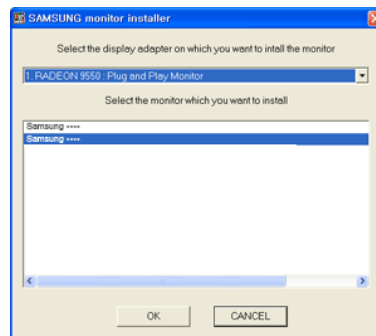 SAMSUNG monitor installer
Select the display adapter on which you want to intall the monitor
1. RADEON 9550 : Plug and Play Monitor
Select the monitor which you want to install
Samsung ••••
Samsung ••••
OK
CANCEL